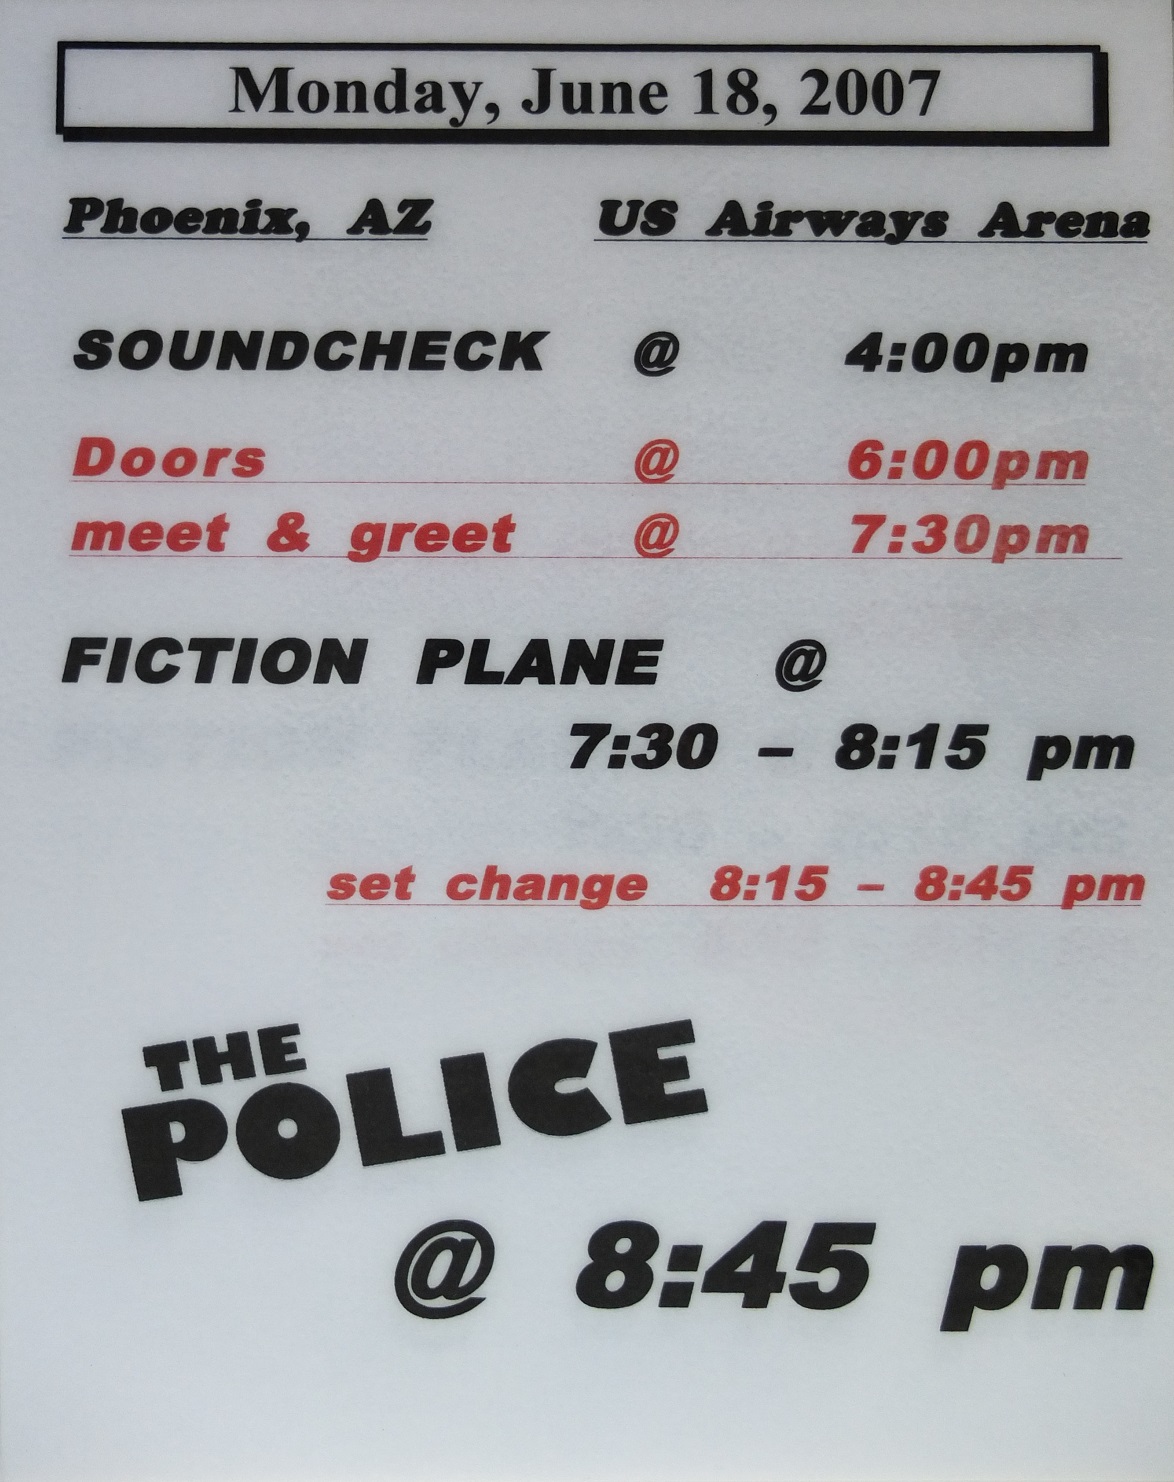 Monday, June 18, 2007
Phoenix, AZ US Airways Arena
SOUNDCHECK @ 4:00pm
Doors @ 6:00pm
meet & greet @ 7:30pm
FICTION PLANE @
7:30 – 8:15 pm
set change 8:15 – 8:45 pm
THE
POLICE
@ 8:45 pm